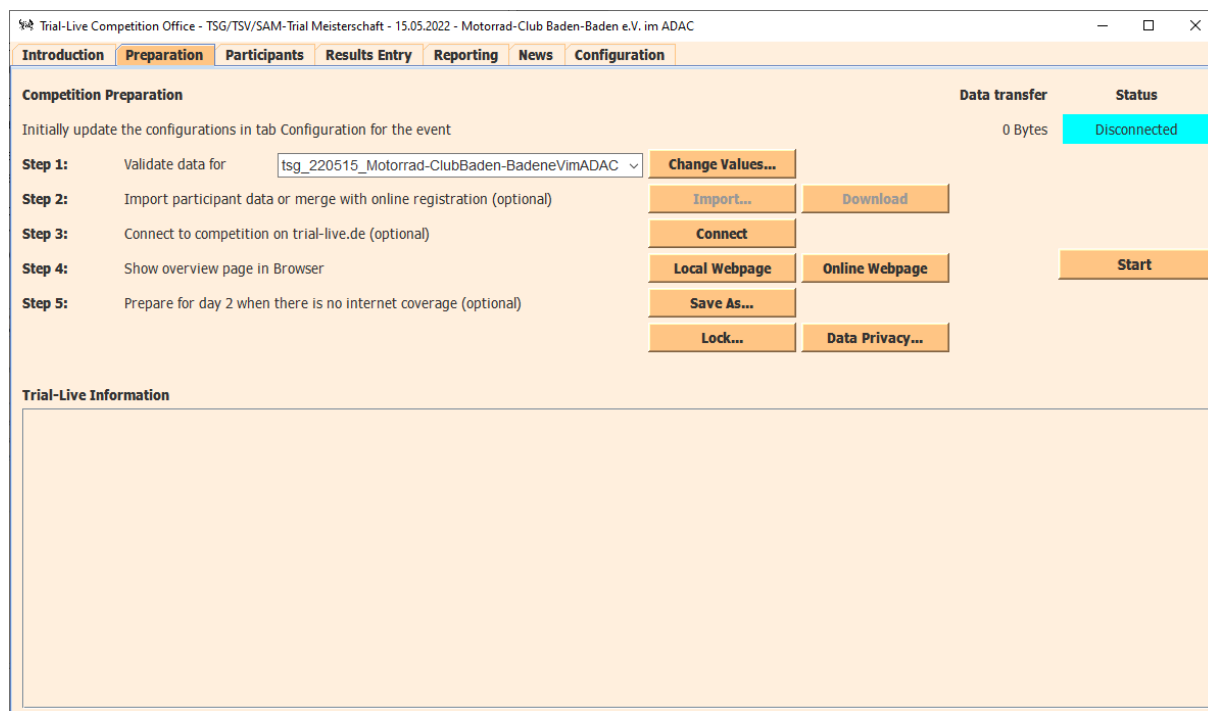 Trial-Live Competition Office - TSG/TSV/SAM-Trial Meisterschaft - 15.05.2022 - Motorrad-Club Baden-Baden e.V. im ADAC
Introduction Preparation Participants Results Entry Reporting News Configuration
Competition Preparation Data transfer Status
Initially update the configurations in tab Configuration for the event 0 Bytes Disconnected
Step 1: Validate data for tsg_220515_Motorrad-ClubBaden-BadeneVimADAC Change Values...
Step 2: Import participant data or merge with online registration (optional) Import... Download
Step 3: Connect to competition on trial-live.de (optional) Connect
Step 4: Show overview page in Browser Local Webpage Online Webpage Start
Step 5: Prepare for day 2 when there is no internet coverage (optional) Save As...
Lock... Data Privacy...
Trial-Live Information